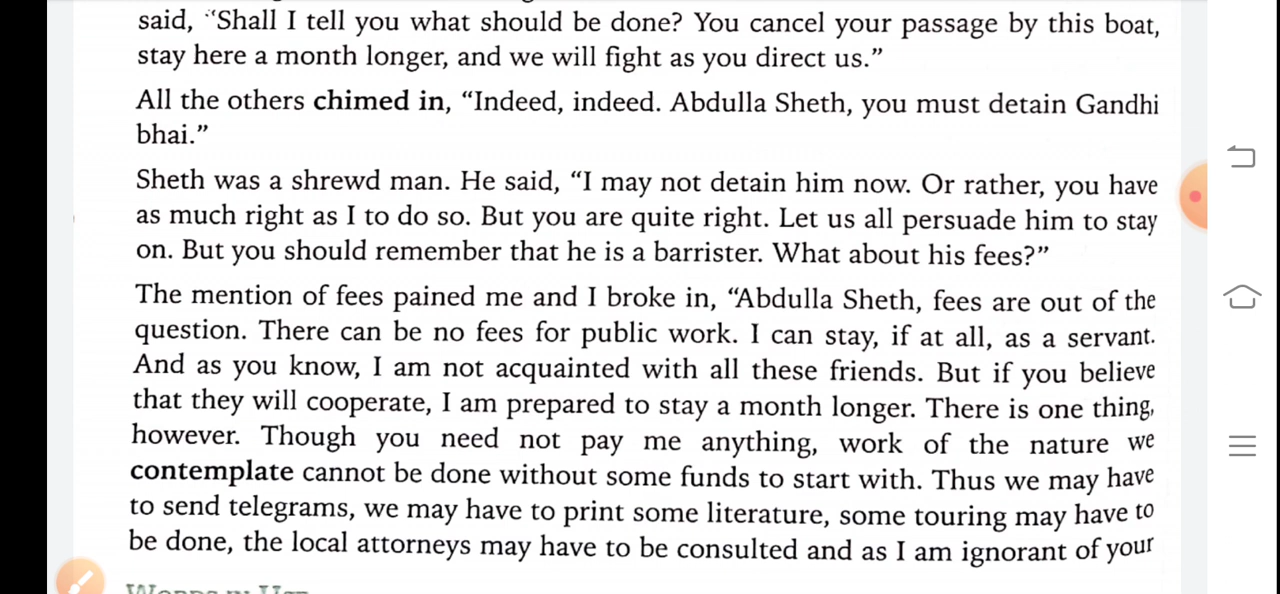 said, "Shall I tell you what should be done? You cancel your passage by this boat,
stay here a month longer, and we will fight as you direct us."
All the others chimed in, "Indeed, indeed. Abdulla Sheth, you must detain Gandhi
bhai."
Sheth was a shrewd man. He said, "I may not detain him now. Or rather, you have
as much right as I to do so. But you are quite right. Let us all persuade him to stay
on. But you should remember that he is a barrister. What about his fees?"
The mention of fees pained me and I broke in, "Abdulla Sheth, fees are out of the
question. There can be no fees for public work. I can stay, if at all, as a servant.
And as you know, I am not acquainted with all these friends. But if you believe
that they will cooperate, I am prepared to stay a month longer. There is one thing,
however. Though you need not pay me anything, work of the nature we
contemplate cannot be done without some funds to start with. Thus we may have
to send telegrams, we may have to print some literature, some touring may have to
be done, the local attorneys may have to be consulted and as I am ignorant of your